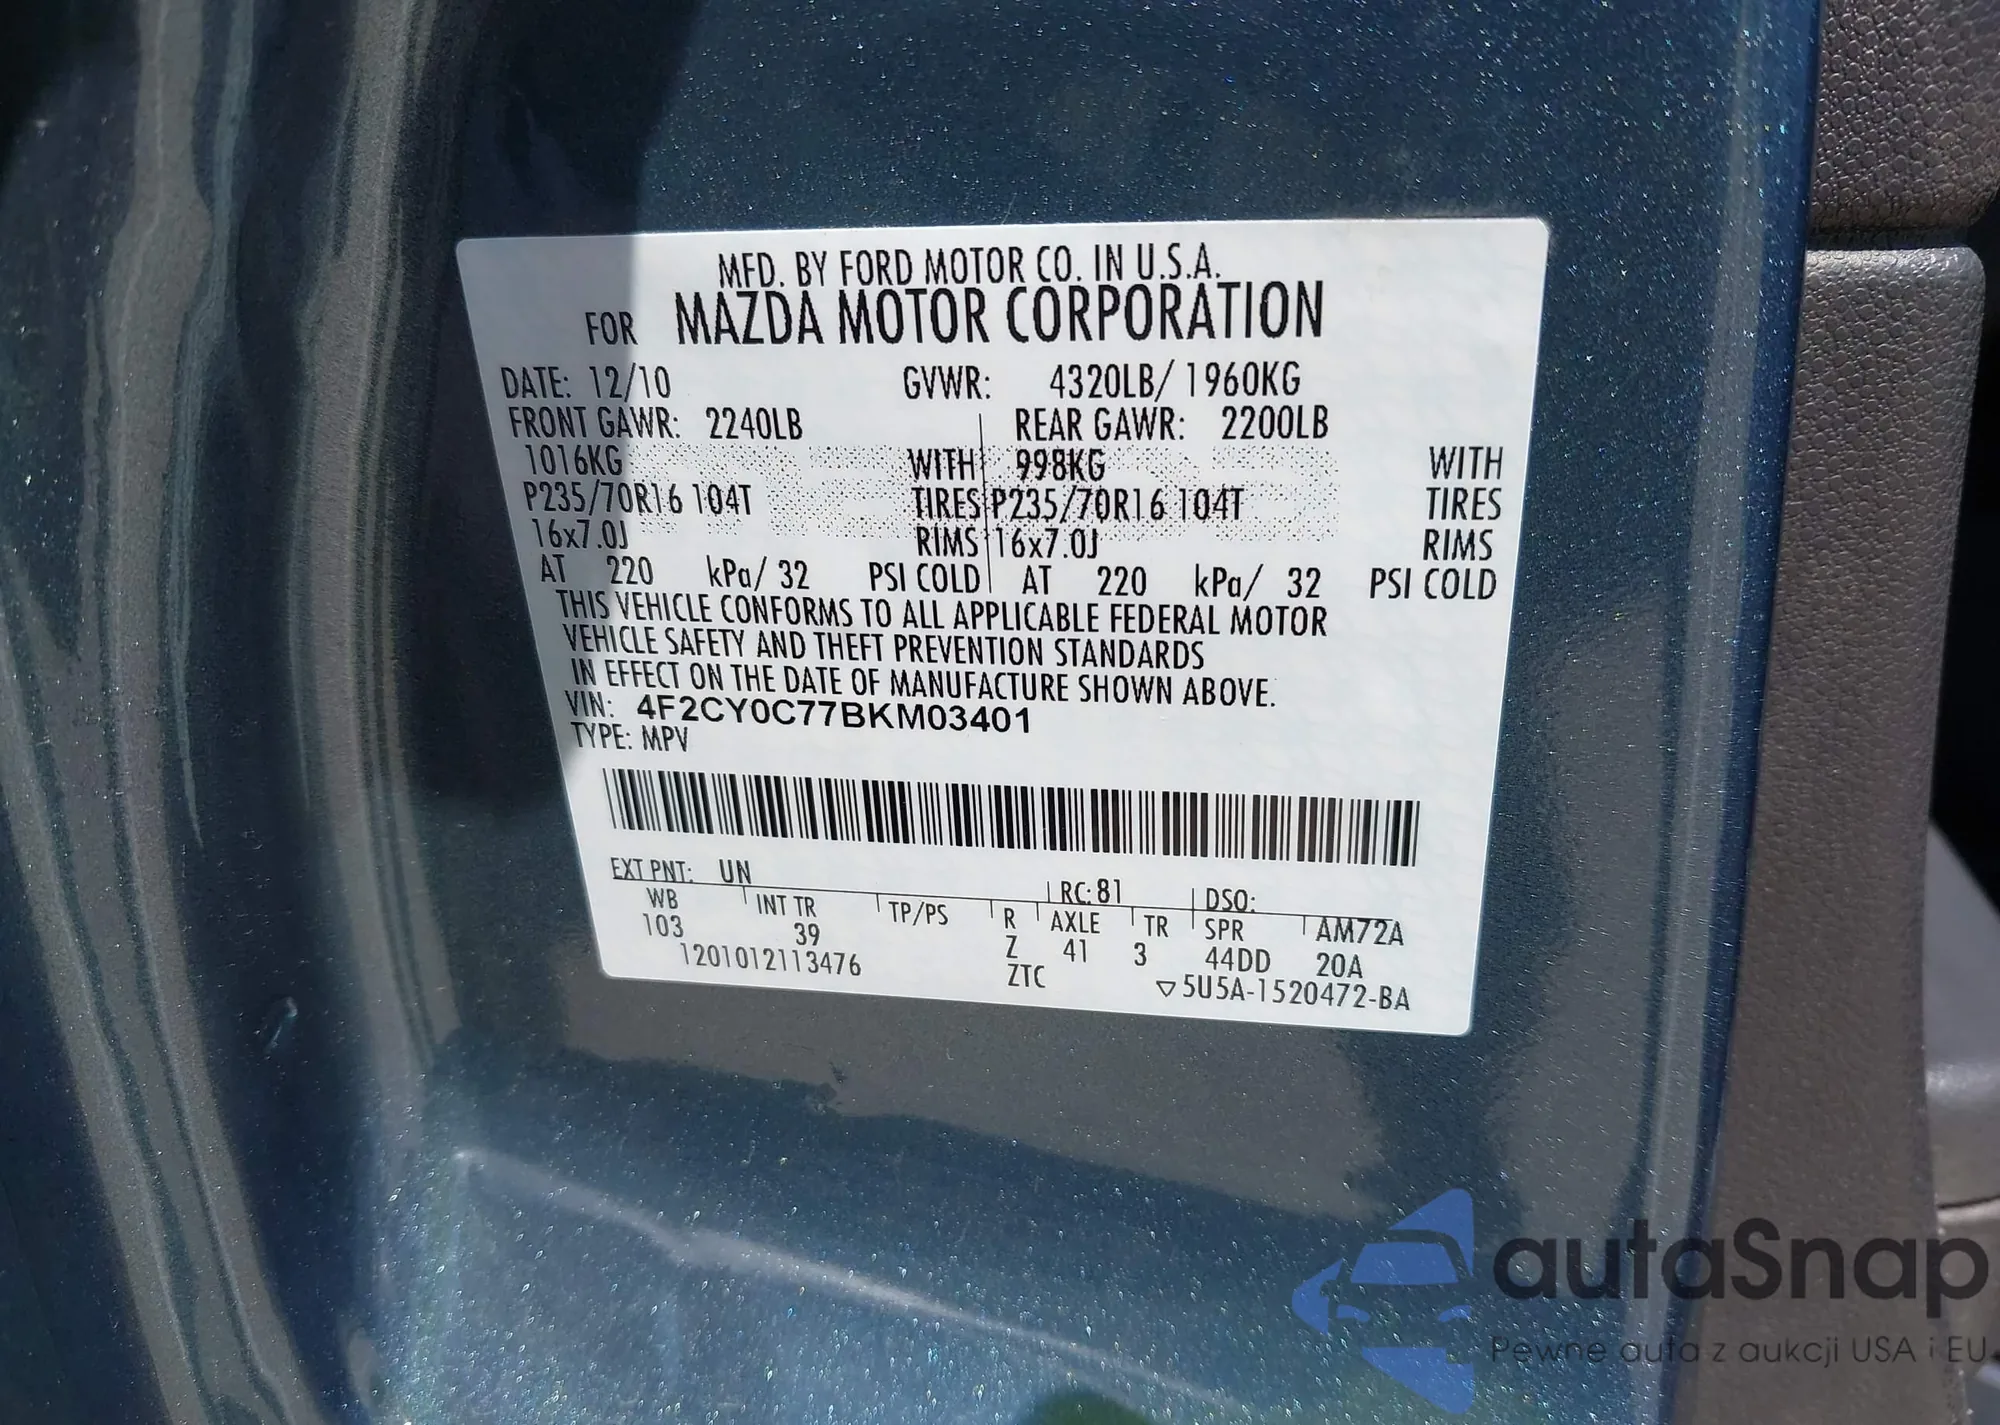 MFD. BY FORD MOTOR CO. IN U.S.A.
FOR MAZDA MOTOR CORPORATION
DATE: 12/10 GVWR: 4320LB/ 1960KG
FRONT GAWR: 2240LB REAR GAWR: 2200LB
1016KG WITH 998KG WITH
P235/70R16 104T TIRES P235/70R16 104T TIRES
16x7.0J RIMS 16x7.0J RIMS
AT 220 kPa/ 32 PSI COLD AT 220 kPa/ 32 PSI COLD
THIS VEHICLE CONFORMS TO ALL APPLICABLE FEDERAL MOTOR
VEHICLE SAFETY AND THEFT PREVENTION STANDARDS
IN EFFECT ON THE DATE OF MANUFACTURE SHOWN ABOVE.
VIN: 4F2CY0C77BKM03401
TYPE: MPV
EXT PNT: UN RC: 81 DSO:
WB INT TR TP/PS R AXLE TR SPR AM72A
103 39 Z 41 3 44DD 20A
1201012113476 ZTC ▽5U5A-1520472-BA
autaSnap
Pewne auta z aukcji USA i EU